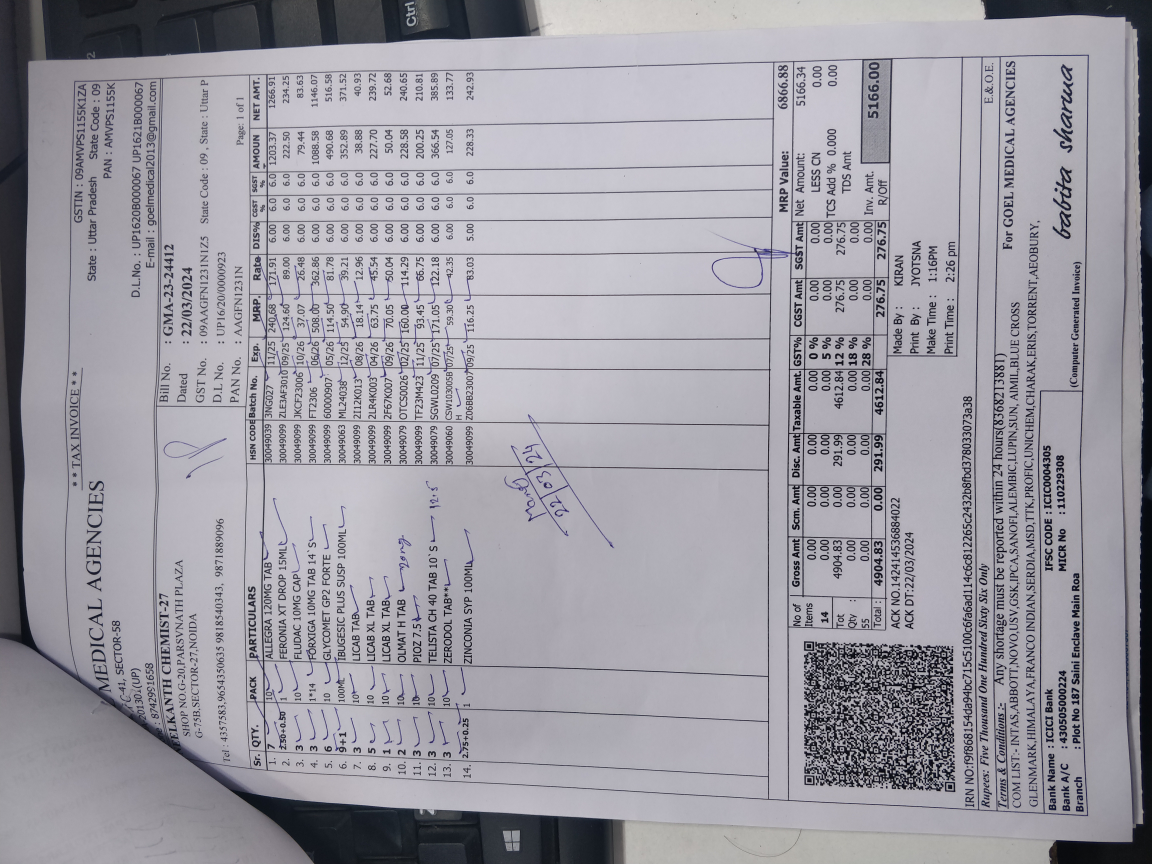 * * TAX INVOICE * *
GSTIN : 09AMVPS1155K1ZA
State : Uttar Pradesh State Code : 09
PAN : AMVPS1155K
MEDICAL AGENCIES
C-41, SECTOR-58
201301(UP)
: 8742991658
D.L.No. : UP1620B000067 UP1621B000067
E-mail : goelmedical2013@gmail.com
EELKANTH CHEMIST-27
SHOP NO.G-20,PARSVNATH PLAZA
G-75B,SECTOR-27,NOIDA
Tel : 4357583,9654350635 9818540343, 9871889096
Bill No. : GMA-23-24412
Dated : 22/03/2024
GST No. : 09AAGFN1231N1Z5 State Code : 09 , State : Uttar P
D.L No. : UP16/20/0000923
PAN No. : AAGFN1231N Page: 1 of 1
Sr. QTY. PACK PARTICULARS HSN CODE Batch No. Exp. MRP. Rate DIS% CGST % SGST % AMOUN T NET AMT.
1. 7 10 ALLEGRA 120MG TAB 30049039 3NG027 11/25 240.68 171.91 6.00 6.0 6.0 1203.37 1266.91
2. 2.50+0.50 1 FERONIA XT DROP 15ML 30049099 ZLE3AF3010 09/25 124.60 89.00 6.00 6.0 6.0 222.50 234.25
3. 3 10 FLUDAC 10MG CAP 30049099 JKCF23006 10/26 37.07 26.48 6.00 6.0 6.0 79.44 83.63
4. 3 1*14 FORXIGA 10MG TAB 14`S 30049099 FT2306 06/26 508.00 362.86 6.00 6.0 6.0 1088.58 1146.07
5. 6 10 GLYCOMET GP2 FORTE 30049099 60000907 05/26 114.50 81.78 6.00 6.0 6.0 490.68 516.58
6. 9+1 100ML IBUGESIC PLUS SUSP 100ML 30049063 ML24038 12/25 54.90 39.21 6.00 6.0 6.0 352.89 371.52
7. 3 10 LICAB TAB 30049099 2I12K013 08/26 18.14 12.96 6.00 6.0 6.0 38.88 40.93
8. 5 10 LICAB XL TAB 30049099 2LR4K003 04/26 63.75 45.54 6.00 6.0 6.0 227.70 239.72
9. 1 10 LICAB XL TAB 30049099 2F67K007 09/26 70.05 50.04 6.00 6.0 6.0 50.04 52.68
10. 2 10 OLMAT H TAB 20mg 30049079 OTCS0026 02/25 160.00 114.29 6.00 6.0 6.0 228.58 240.65
11. 3 10 PIOZ 7.5 30049099 TF23M423 11/25 93.45 66.75 6.00 6.0 6.0 200.25 210.81
12. 3 10 TELISTA CH 40 TAB 10`S 12.5 30049079 SGWL0209 07/25 171.05 122.18 6.00 6.0 6.0 366.54 385.89
13. 3 10 ZERODOL TAB** 30049060 CSW103005B H 07/25 59.30 42.35 6.00 6.0 6.0 127.05 133.77
14. 2.75+0.25 1 ZINCONIA SYP 100ML 30049099 ZD6BB23007 09/25 116.25 83.03 5.00 6.0 6.0 228.33 242.93
22/03/24
MRP Value: 6866.88
No of Items 14
Tot Qty : 55
Gross Amt Scm. Amt Disc. Amt Taxable Amt. GST% CGST Amt SGST Amt
0.00 0.00 0.00 0.00 0 % 0.00 0.00
0.00 0.00 0.00 0.00 5 % 0.00 0.00
4904.83 0.00 291.99 4612.84 12 % 276.75 276.75
0.00 0.00 0.00 0.00 18 % 0.00 0.00
0.00 0.00 0.00 0.00 28 % 0.00 0.00
Total : 4904.83 0.00 291.99 4612.84 276.75 276.75
Net Amount: 5166.34
LESS CN 0.00
TCS Add % 0.000 0.00
TDS Amt
Inv. Amt. 5166.00
R/Off
ACK NO.142414536884022
ACK DT:22/03/2024
Made By : KIRAN
Print By : JYOTSNA
Make Time : 1:16PM
Print Time : 2:26 pm
IRN NO:f9f868154da94bc715c5100c6fa6ad114c6c812265c2432b8fbd378033073a38
Rupees: Five Thousand One Hundred Sixty Six Only E.& O.E.
Terms & Conditions :- Any shortage must be reported within 24 hours(8368213881)
COM LIST:- INTAS,ABBOTT,NOVO,USV,GSK,IPCA,SANOFI,ALEMBIC,LUPIN,SUN, AIMIL,BLUE CROSS
GLENMARK,HIMALAYA,FRANCO INDIAN,SERDIA,MSD,TTK,PROFIC,UNICHEM,CHARAK,ERIS,TORRENT,AEOBURY,
For GOEL MEDICAL AGENCIES
Bank Name : ICICI Bank IFSC CODE : ICIC0004305
Bank A/C : 430505000224 MICR No : 110229308
Branch : Plot No 187 Saini Enclave Main Roa
(Computer Generated Invoice)
babita sharma
Ctrl